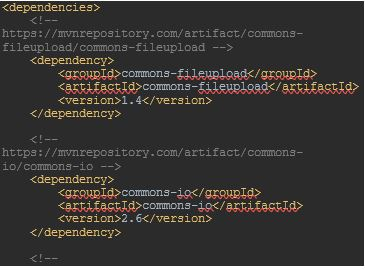 <dependencies>
<!--
https://mvnrepository.com/artifact/commons-
fileupload/commons-fileupload -->
<dependency>
<groupId>commons-fileupload</groupId>
<artifactId>commons-fileupload</artifactId>
<version>1.4</version>
</dependency>
<!--
https://mvnrepository.com/artifact/commons-
io/commons-io -->
<dependency>
<groupId>commons-io</groupId>
<artifactId>commons-io</artifactId>
<version>2.6</version>
</dependency>
<!--